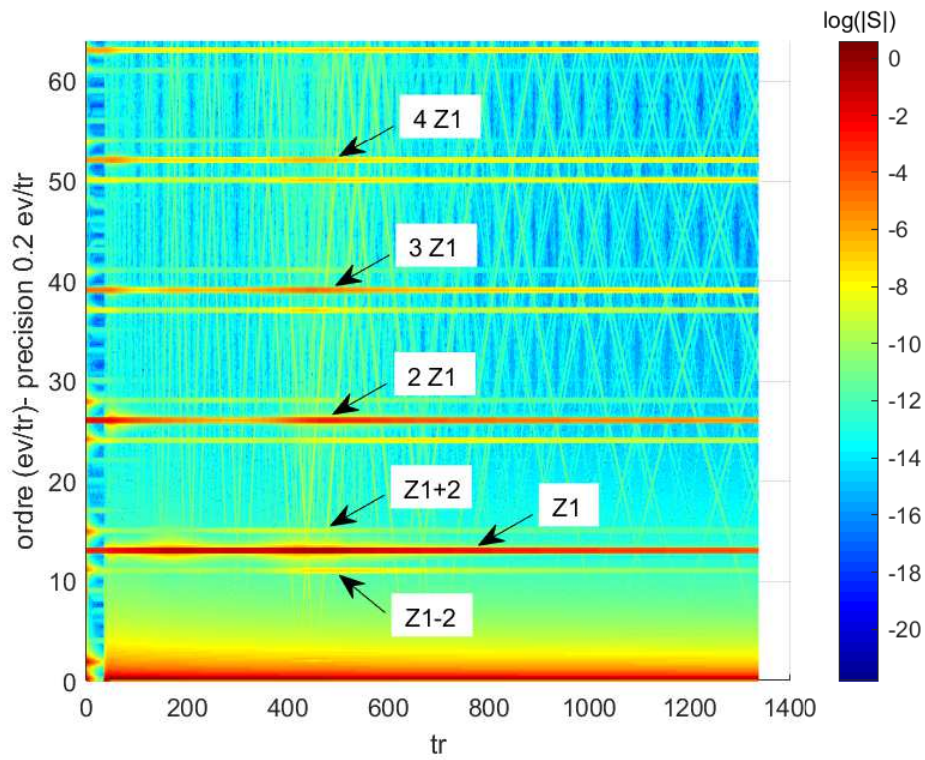 log(|S|)
0
-2
-4
-6
-8
-10
-12
-14
-16
-18
-20
ordre (ev/tr)- precision 0.2 ev/tr
60
50
40
30
20
10
0
4 Z1
3 Z1
2 Z1
Z1+2
Z1
Z1-2
0 200 400 600 800 1000 1200 1400
tr